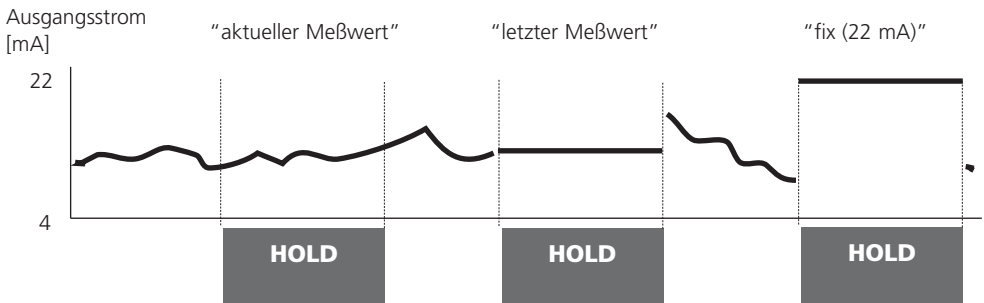 Ausgangsstrom
[mA]
“aktueller Meßwert”
“letzter Meßwert”
“fix (22 mA)”
22
4
HOLD
HOLD
HOLD